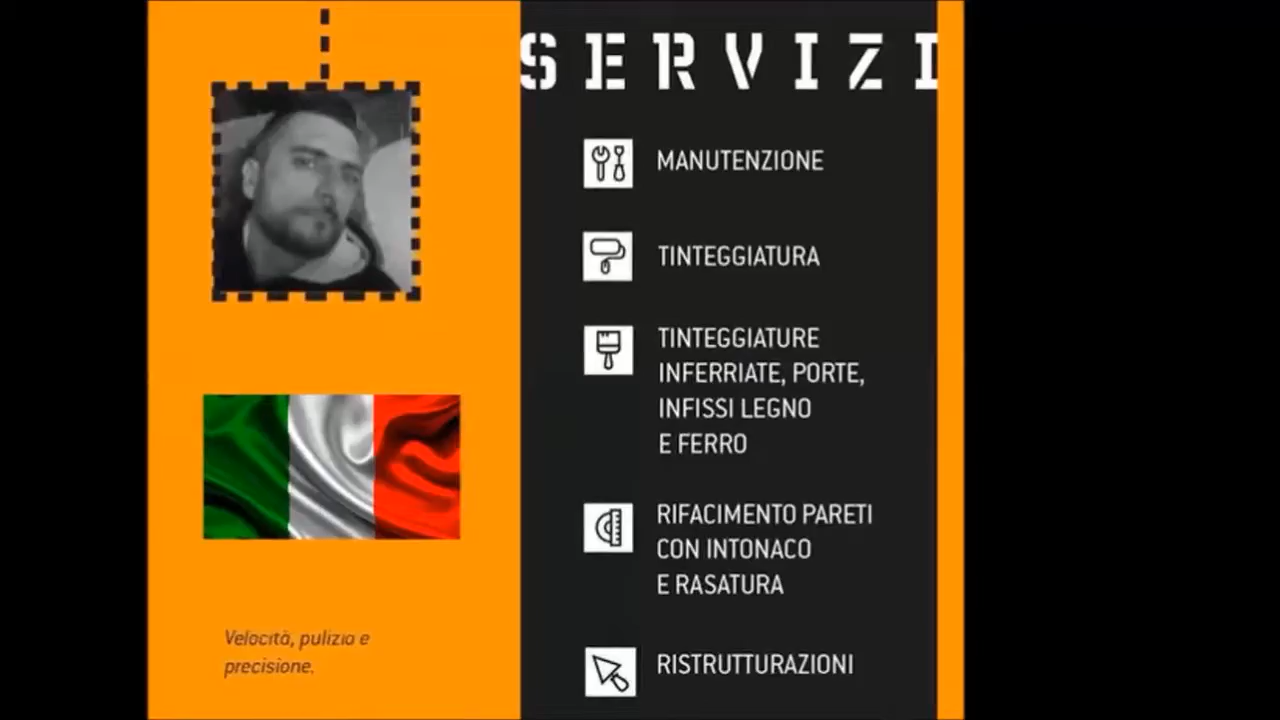 SERVIZI
MANUTENZIONE
TINTEGGIATURA
TINTEGGIATURE
INFERRIATE, PORTE,
INFISSI LEGNO
E FERRO
RIFACIMENTO PARETI
CON INTONACO
E RASATURA
RISTRUTTURAZIONI
Velocità, pulizia e
precisione.